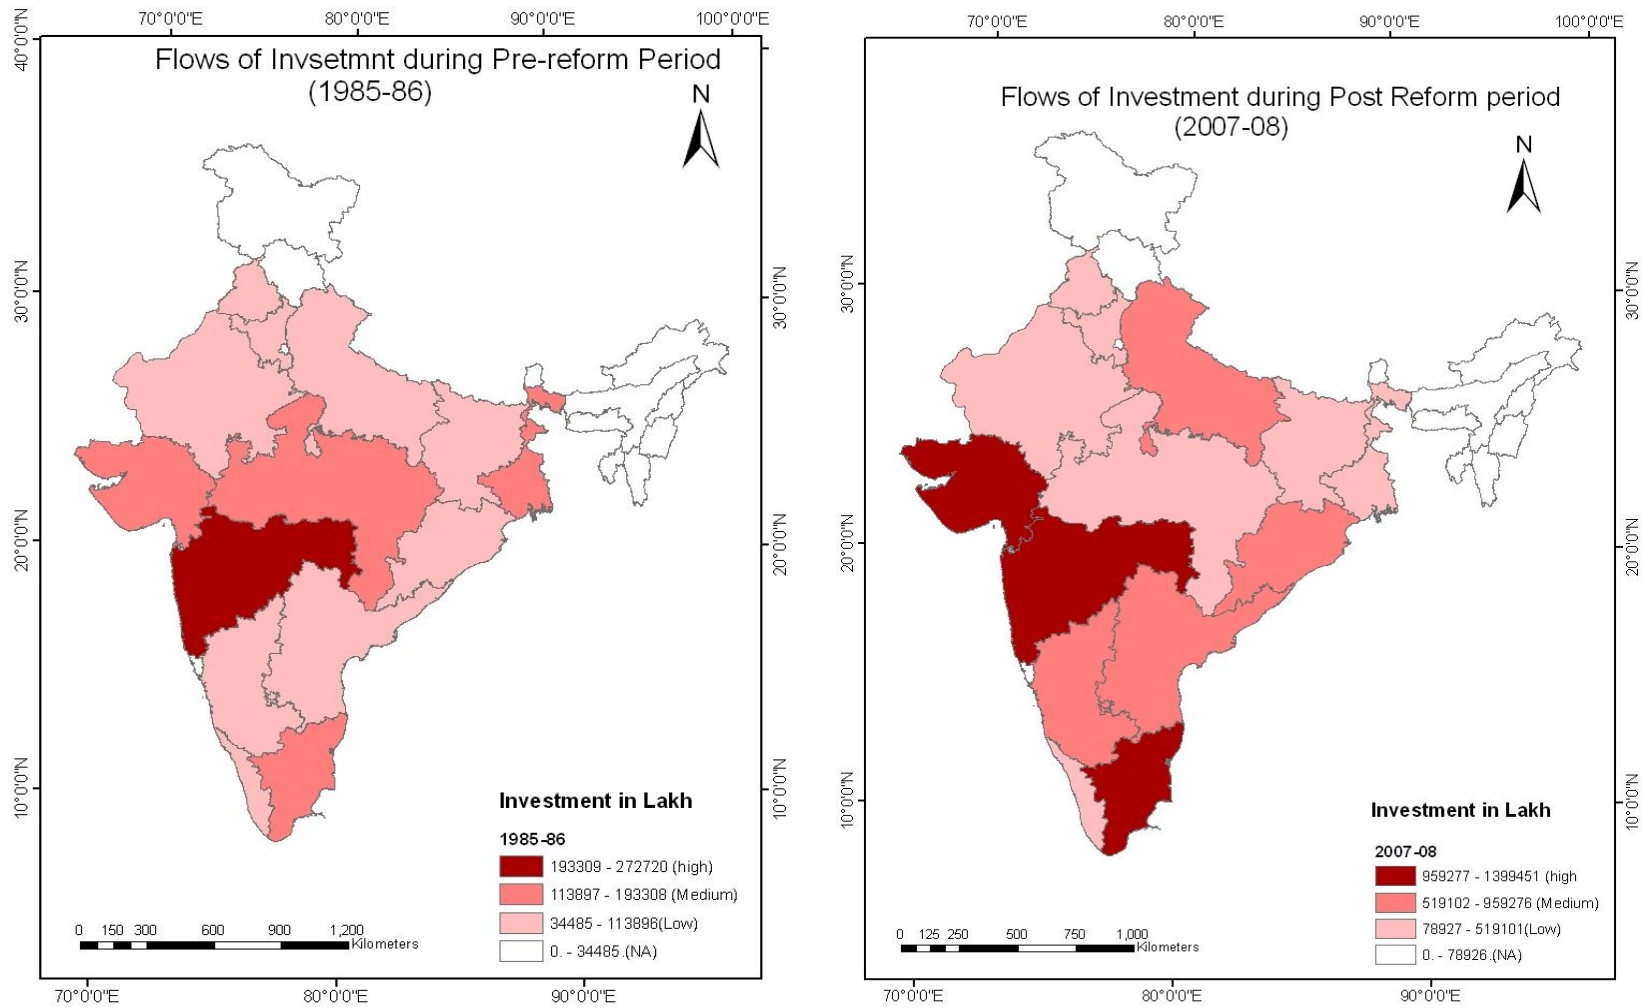 70°0'0"E
80°0'0"E
90°0'0"E
100°0'0"E
40°0'0"N
30°0'0"N
20°0'0"N
10°0'0"N
Flows of Invsetmnt during Pre-reform Period
(1985-86)
N
30°0'0"N
20°0'0"N
10°0'0"N
Investment in Lakh
1985-86
193309 - 272720 (high)
113897 - 193308 (Medium)
34485 - 113896(Low)
0. - 34485.(NA)
0 150 300 600 900 1,200
Kilometers
70°0'0"E
80°0'0"E
90°0'0"E
70°0'0"E
80°0'0"E
90°0'0"E
100°0'0"E
30°0'0"N
20°0'0"N
10°0'0"N
Flows of Investment during Post Reform period
(2007-08)
N
30°0'0"N
20°0'0"N
10°0'0"N
Investment in Lakh
2007-08
959277 - 1399451 (high
519102 - 959276 (Medium)
78927 - 519101(Low)
0. - 78926.(NA)
0 125 250 500 750 1,000
Kilometers
70°0'0"E
80°0'0"E
90°0'0"E